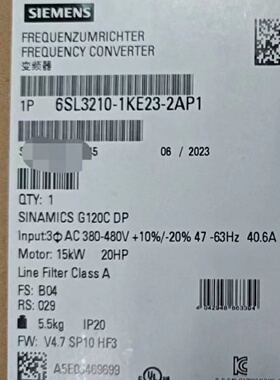 SIEMENS
FREQUENZUMRICHTER
FREQUENCY CONVERTER
变频器
1P 6SL3210-1KE23-2AP1
06 / 2023
QTY: 1
SINAMICS G120C DP
Input:3Φ AC 380-480V +10%/-20% 47 -63Hz 40.6A
Motor: 15kW 20HP
Line Filter Class A
FS: B04
RS: 029
5.5kg IP20
FW: V4.7 SP10 HF3